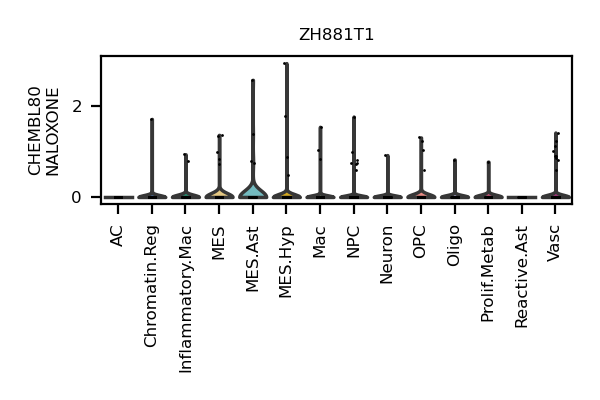 ZH881T1
CHEMBL80
NALOXONE
2
0
AC
Chromatin.Reg
Inflammatory.Mac
MES
MES.Ast
MES.Hyp
Mac
NPC
Neuron
OPC
Oligo
Prolif.Metab
Reactive.Ast
Vasc